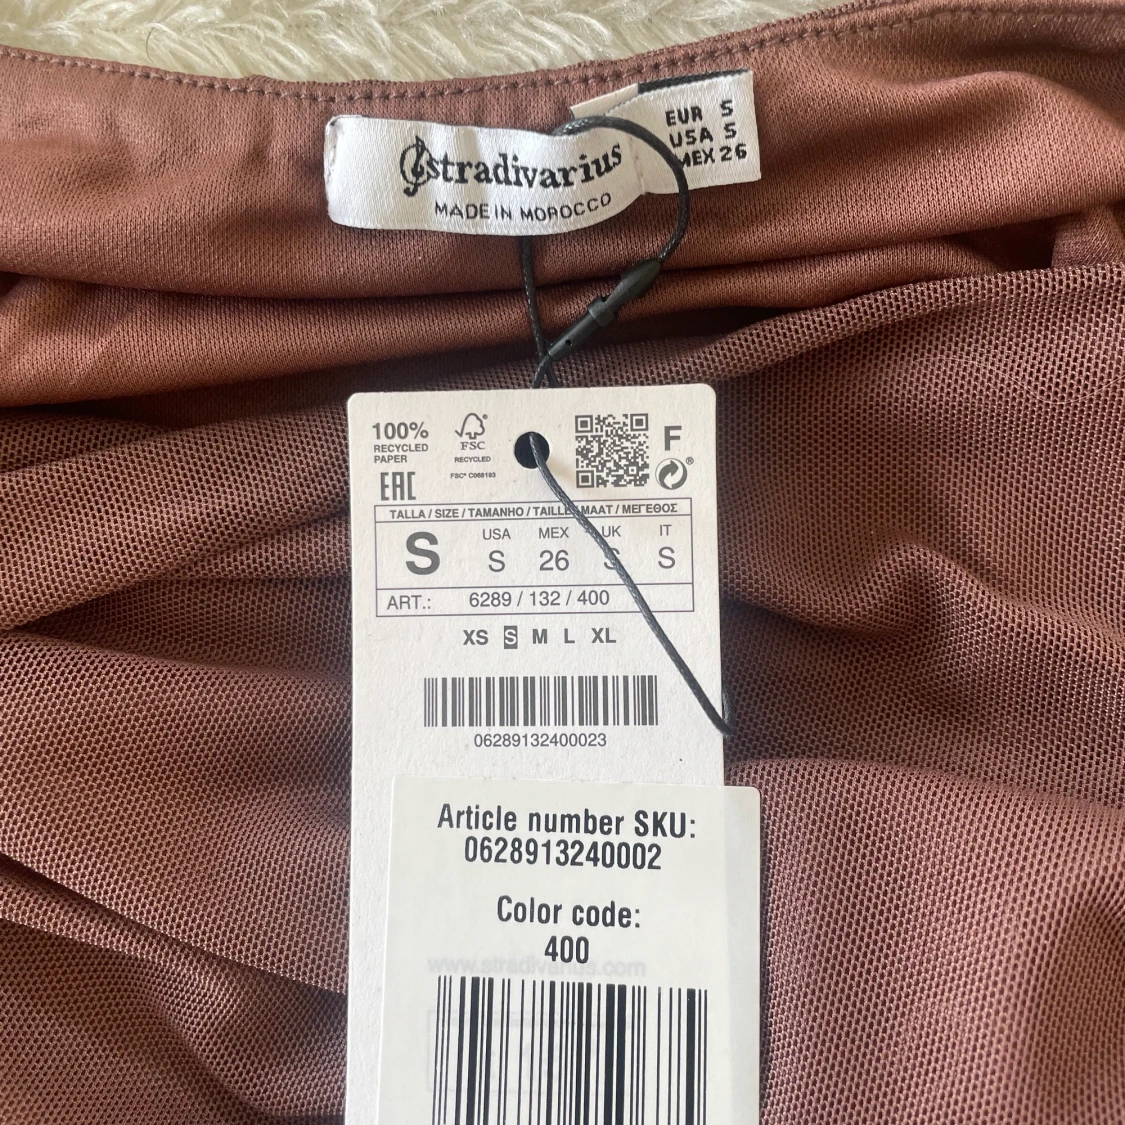 stradivarius
MADE IN MOROCCO
EUR S
USA S
MEX 26
100%
RECYCLED
PAPER
FSC
RECYCLED
FSC® C068193
F
EAC
TALLA / SIZE / TAMANHO / TAILLE MAAT / ΜΕΓΕΘΟΣ
S
USA MEX UK IT
S 26 S S
ART.: 6289 / 132 / 400
XS S M L XL
06289132400023
Article number SKU:
0628913240002
Color code:
400
www.stradivarius.com